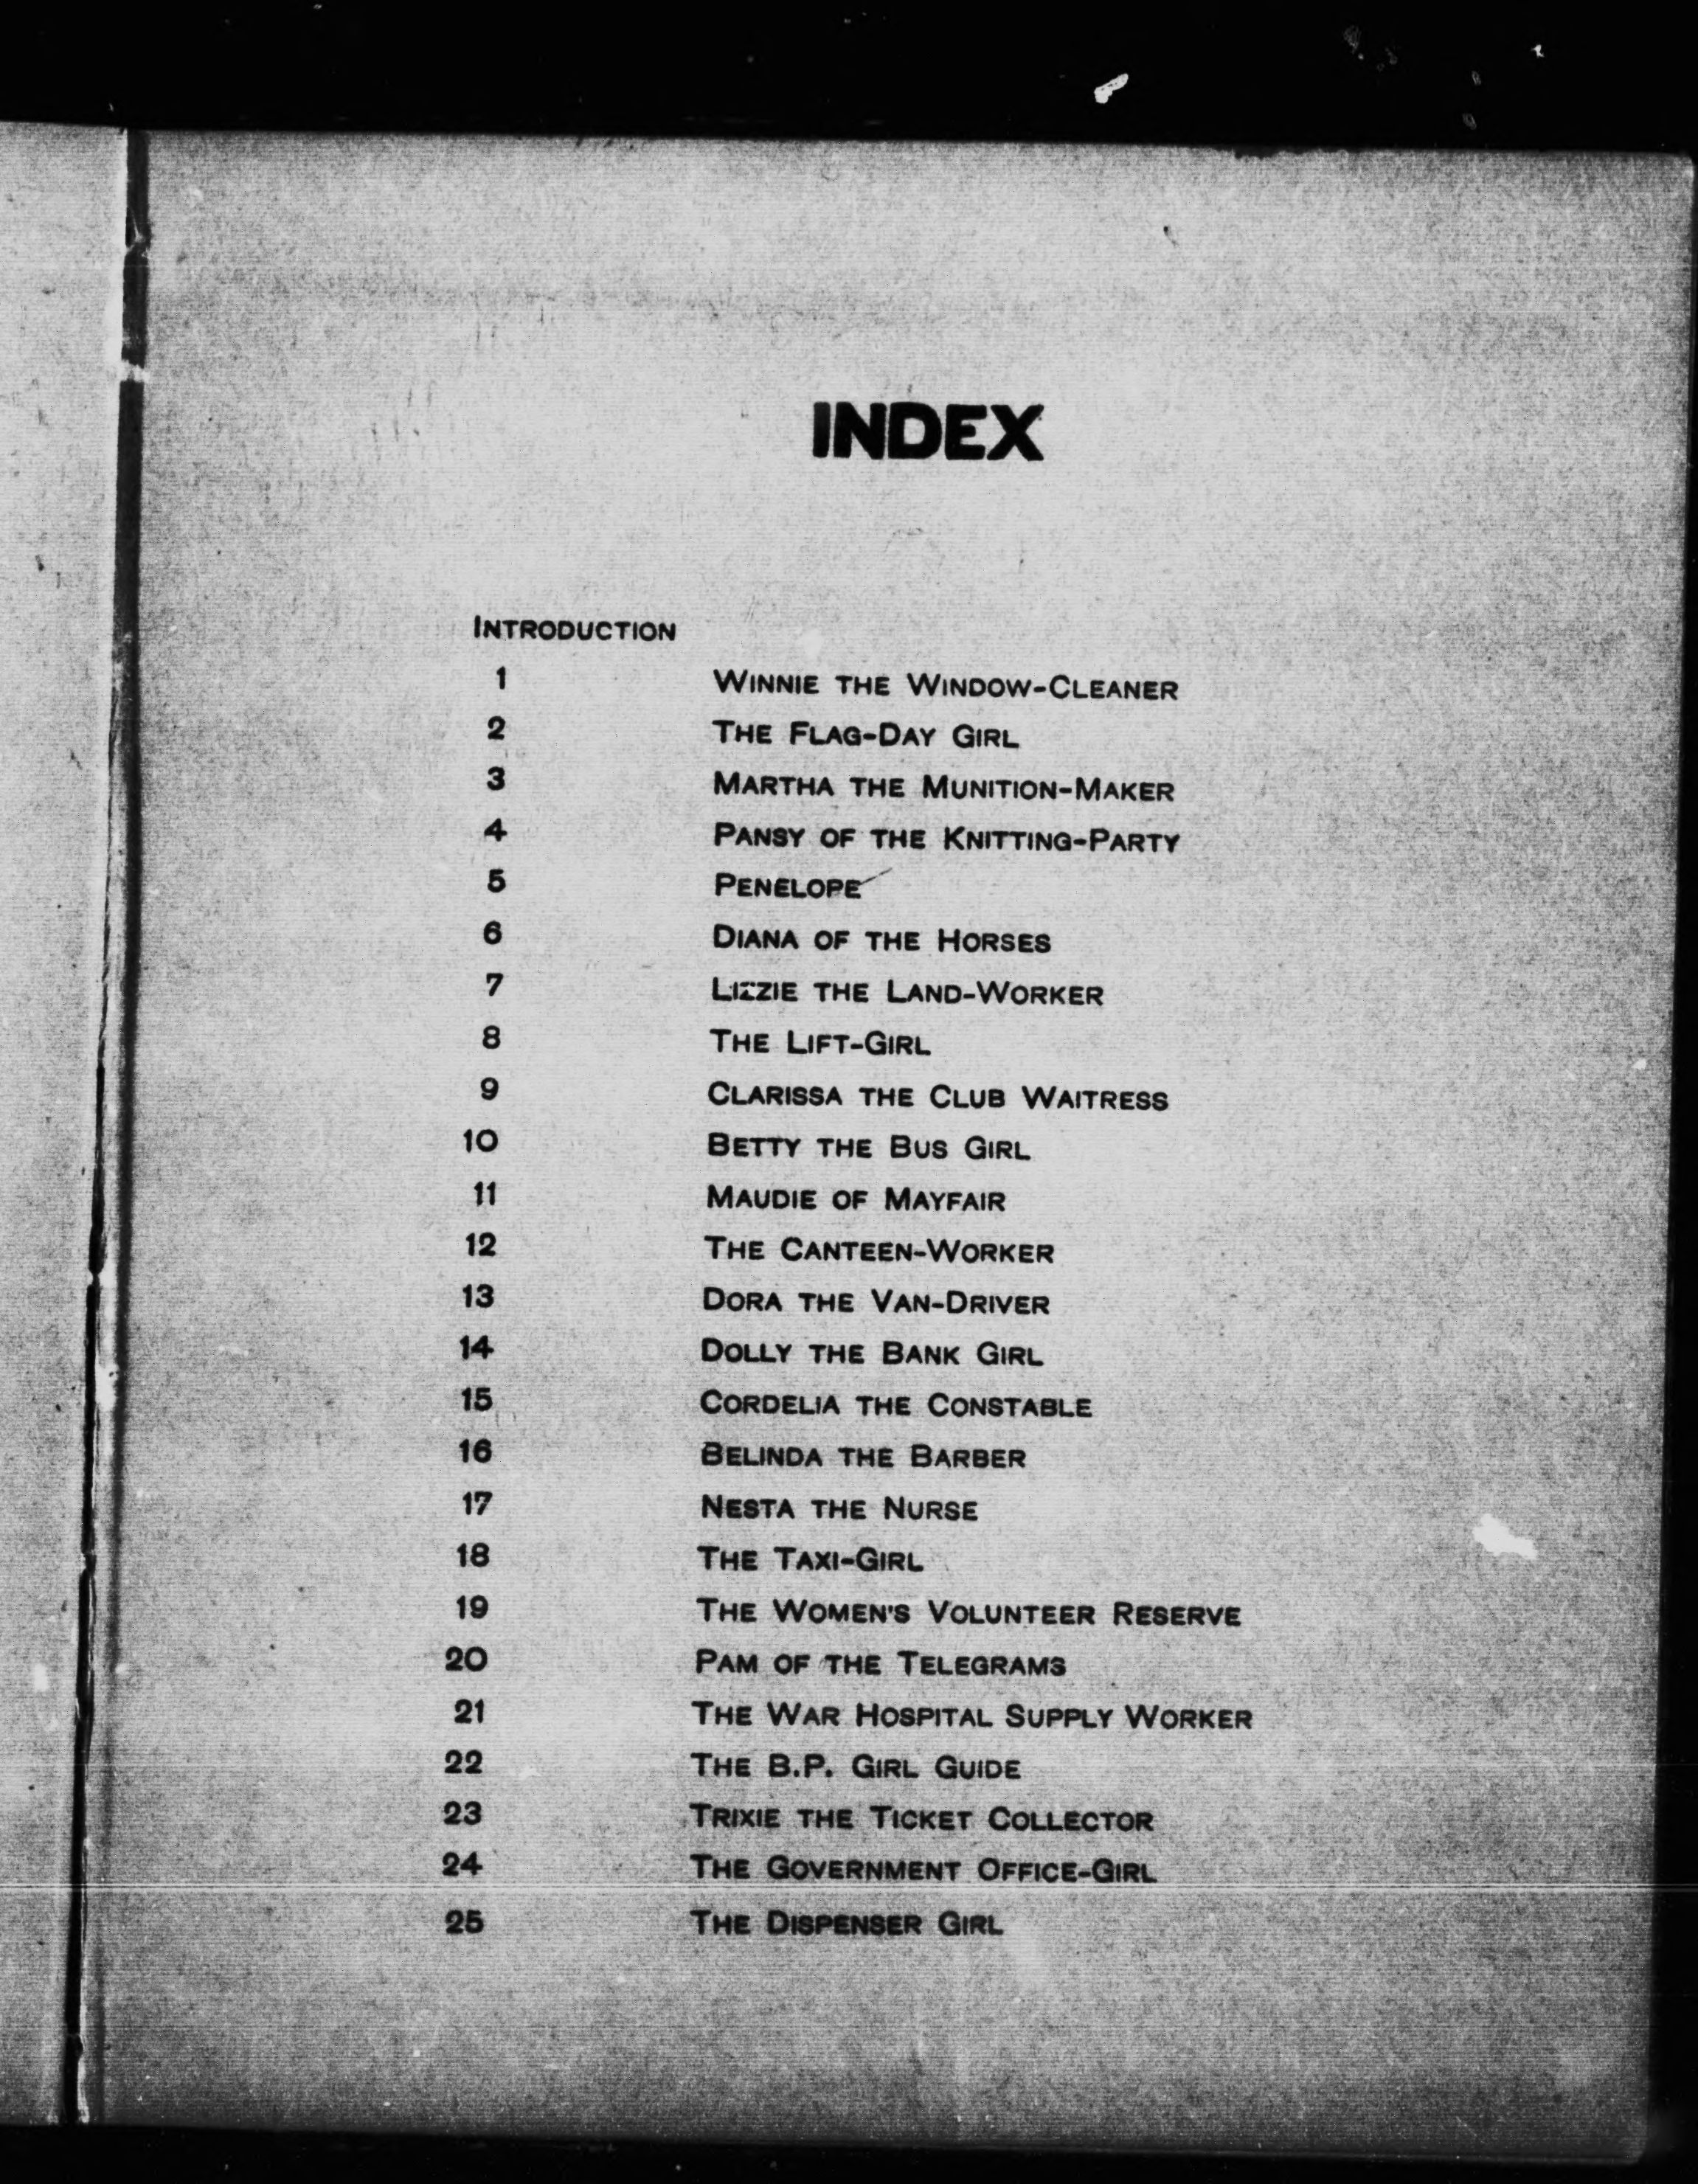 INDEX
INTRODUCTION
1 WINNIE THE WINDOW-CLEANER
2 THE FLAG-DAY GIRL
3 MARTHA THE MUNITION-MAKER
4 PANSY OF THE KNITTING-PARTY
5 PENELOPE
6 DIANA OF THE HORSES
7 LIZZIE THE LAND-WORKER
8 THE LIFT-GIRL
9 CLARISSA THE CLUB WAITRESS
10 BETTY THE BUS GIRL
11 MAUDIE OF MAYFAIR
12 THE CANTEEN-WORKER
13 DORA THE VAN-DRIVER
14 DOLLY THE BANK GIRL
15 CORDELIA THE CONSTABLE
16 BELINDA THE BARBER
17 NESTA THE NURSE
18 THE TAXI-GIRL
19 THE WOMEN'S VOLUNTEER RESERVE
20 PAM OF THE TELEGRAMS
21 THE WAR HOSPITAL SUPPLY WORKER
22 THE B.P. GIRL GUIDE
23 TRIXIE THE TICKET COLLECTOR
24 THE GOVERNMENT OFFICE-GIRL
25 THE DISPENSER GIRL